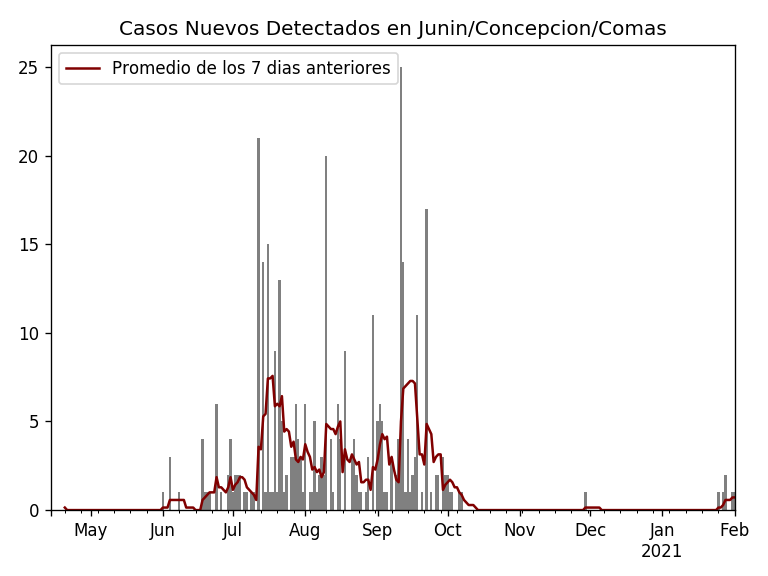 Casos Nuevos Detectados en Junin/Concepcion/Comas
Promedio de los 7 dias anteriores
25
20
15
10
5
0
May Jun Jul Aug Sep Oct Nov Dec Jan Feb
2021